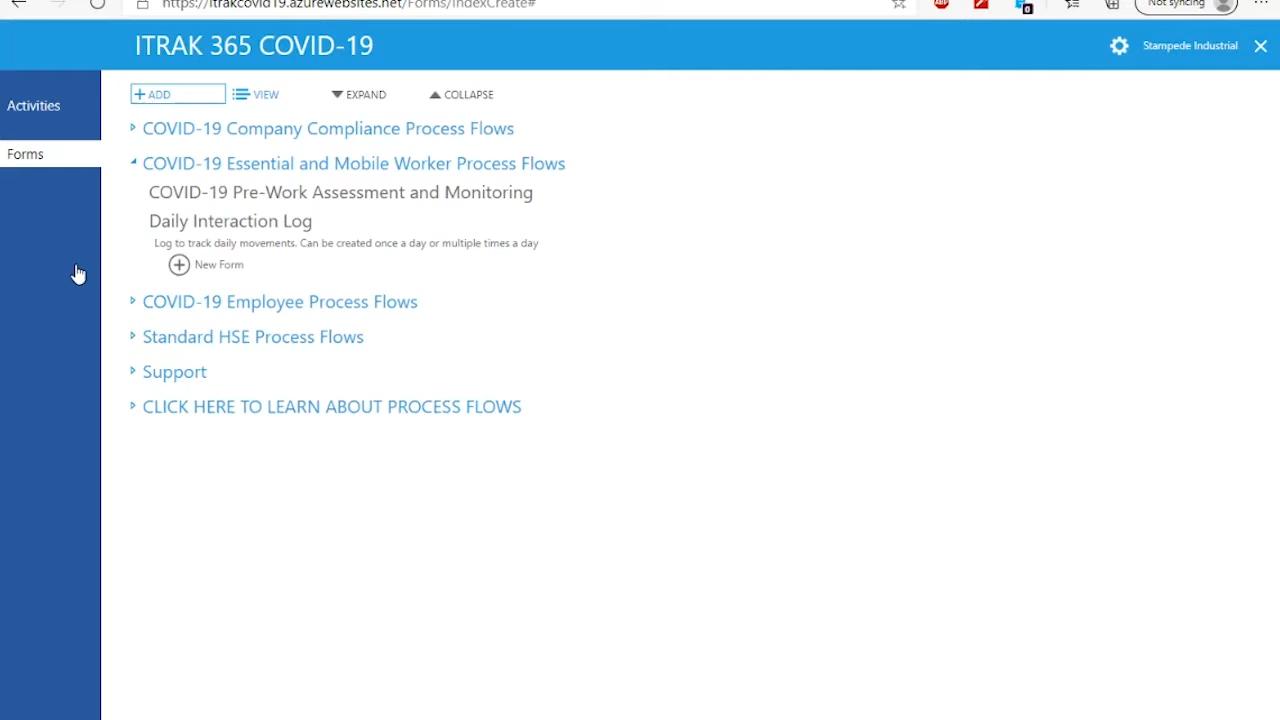 https://itrakcovid19.azurewebsites.net/Forms/IndexCreate#
ABP
0
Not syncing
ITRAK 365 COVID-19
Stampede Industrial
Activities
Forms
ADD
VIEW
EXPAND
COLLAPSE
COVID-19 Company Compliance Process Flows
COVID-19 Essential and Mobile Worker Process Flows
COVID-19 Pre-Work Assessment and Monitoring
Daily Interaction Log
Log to track daily movements. Can be created once a day or multiple times a day
New Form
COVID-19 Employee Process Flows
Standard HSE Process Flows
Support
CLICK HERE TO LEARN ABOUT PROCESS FLOWS